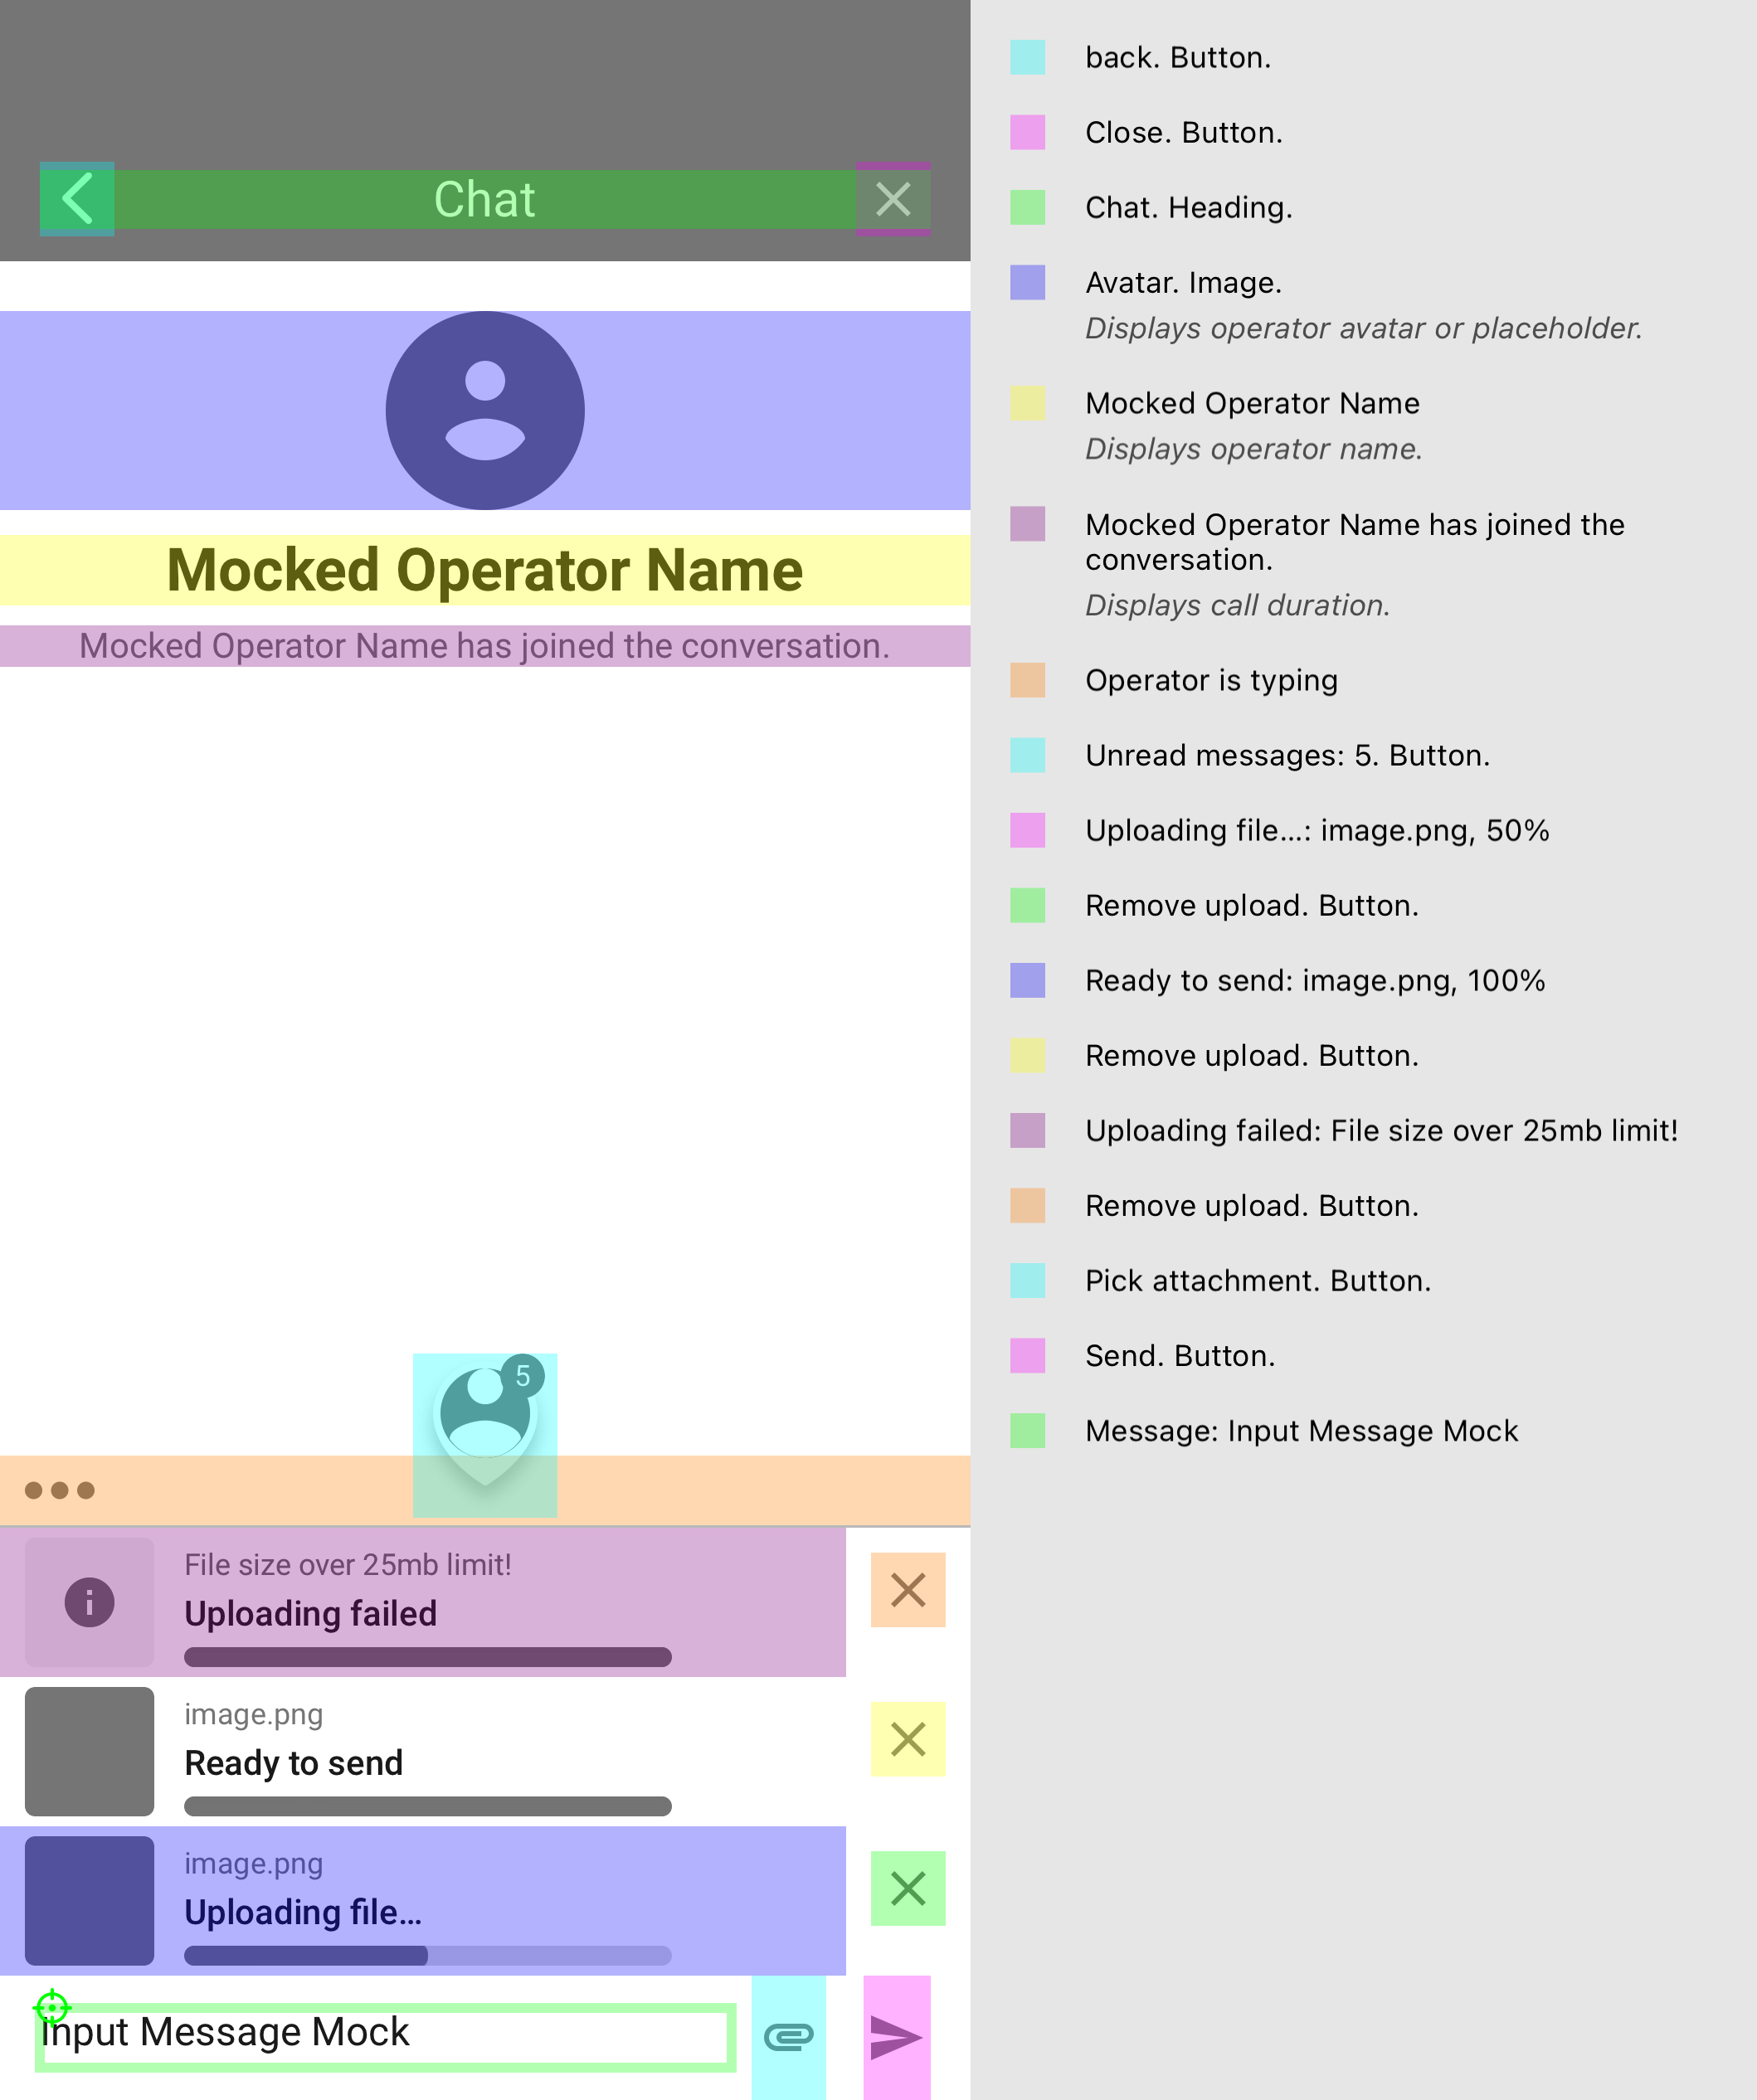 Chat
Mocked Operator Name
Mocked Operator Name has joined the conversation.
5
File size over 25mb limit!
Uploading failed
image.png
Ready to send
image.png
Uploading file...
Input Message Mock
back. Button.
Close. Button.
Chat. Heading.
Avatar. Image.
Displays operator avatar or placeholder.
Mocked Operator Name
Displays operator name.
Mocked Operator Name has joined the
conversation.
Displays call duration.
Operator is typing
Unread messages: 5. Button.
Uploading file...: image.png, 50%
Remove upload. Button.
Ready to send: image.png, 100%
Remove upload. Button.
Uploading failed: File size over 25mb limit!
Remove upload. Button.
Pick attachment. Button.
Send. Button.
Message: Input Message Mock